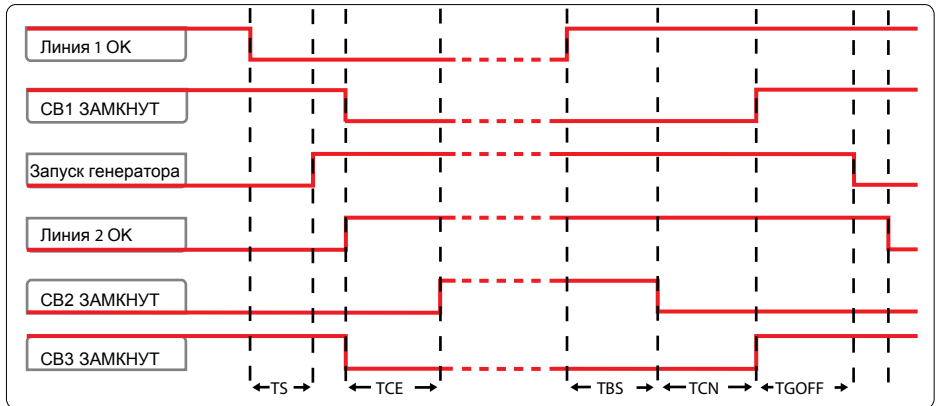 Линия 1 OK
CB1 ЗАМКНУТ
Запуск генератора
Линия 2 OK
CB2 ЗАМКНУТ
CB3 ЗАМКНУТ
TS TCE TBS TCN TGOFF